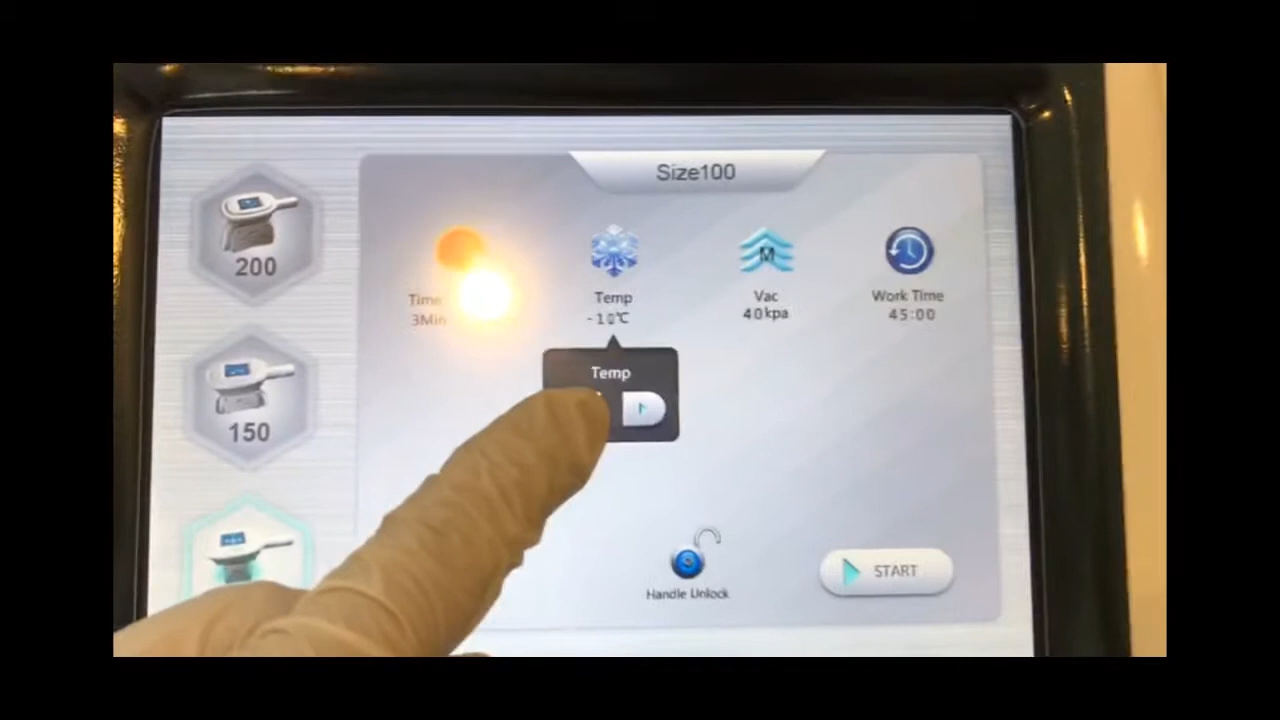 Size100
200
150
Time
3Min
Temp
-10℃
Vac
40kpa
Work Time
45:00
M
Temp
Handle Unlock
START